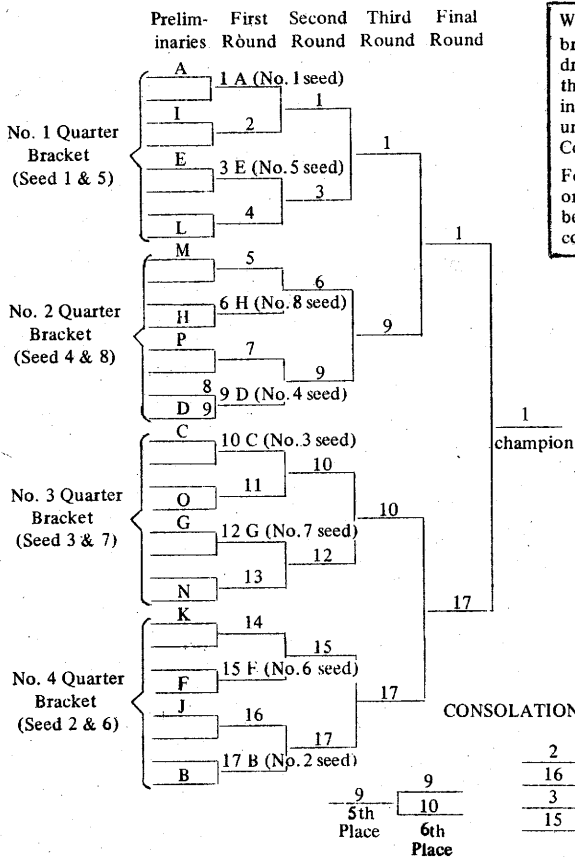 Prelim- First Second Third Final
inaries Round Round Round Round
A
1 A (No. 1 seed)
1
I
2
No. 1 Quarter
Bracket
(Seed 1 & 5)
E
3 E (No. 5 seed)
3
4
L
1
M
5
6
No. 2 Quarter
Bracket
(Seed 4 & 8)
6 H (No. 8 seed)
H
P
7
9
8
9 D (No. 4 seed)
D 9
9
1
1
champion
C
10 C (No. 3 seed)
10
11
O
No. 3 Quarter
Bracket
(Seed 3 & 7)
G
12 G (No. 7 seed)
12
13
N
10
K
14
15
No. 4 Quarter
Bracket
(Seed 2 & 6)
15 F (No. 6 seed)
F
J
16
17
17 B (No. 2 seed)
B
17
17
CONSOLATION
2
16
3
15
9
9
10
5th
Place
6th
Place
W
br
dr
th
in
ur
Co
Fo
or
be
co